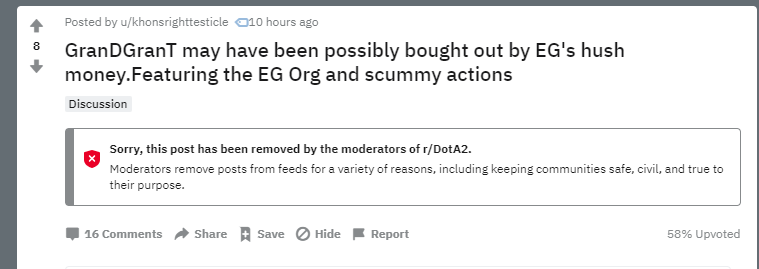 Posted by u/khonsrighttesticle 10 hours ago
8
GranDGranT may have been possibly bought out by EG's hush
money.Featuring the EG Org and scummy actions
Discussion
Sorry, this post has been removed by the moderators of r/DotA2.
Moderators remove posts from feeds for a variety of reasons, including keeping communities safe, civil, and true to
their purpose.
16 Comments Share Save Hide Report 58% Upvoted